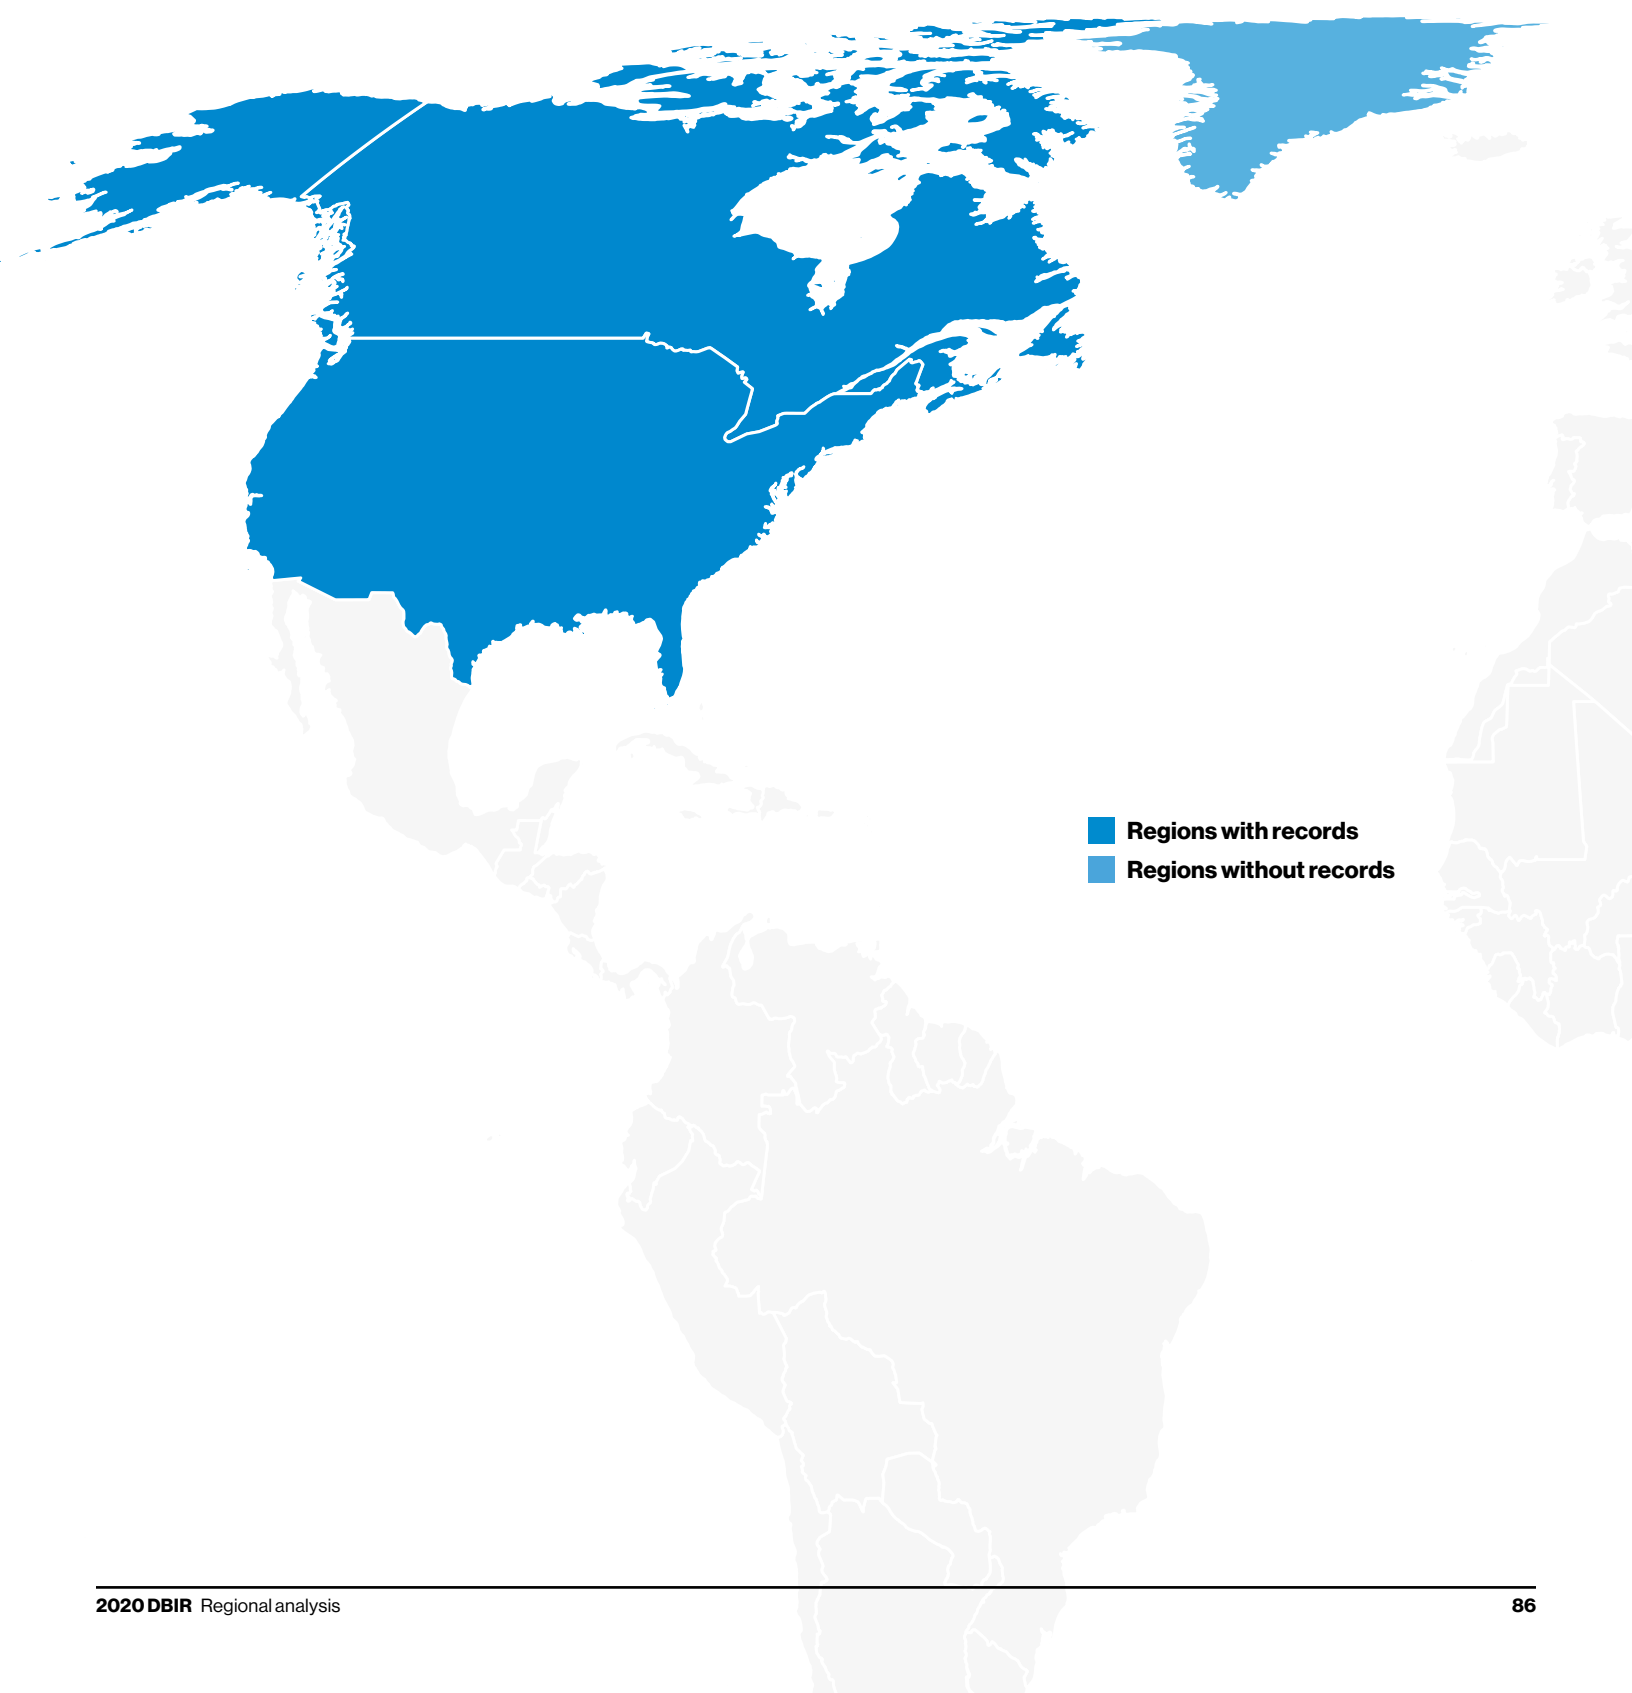 Regions with records
Regions without records
2020 DBIR Regional analysis 86